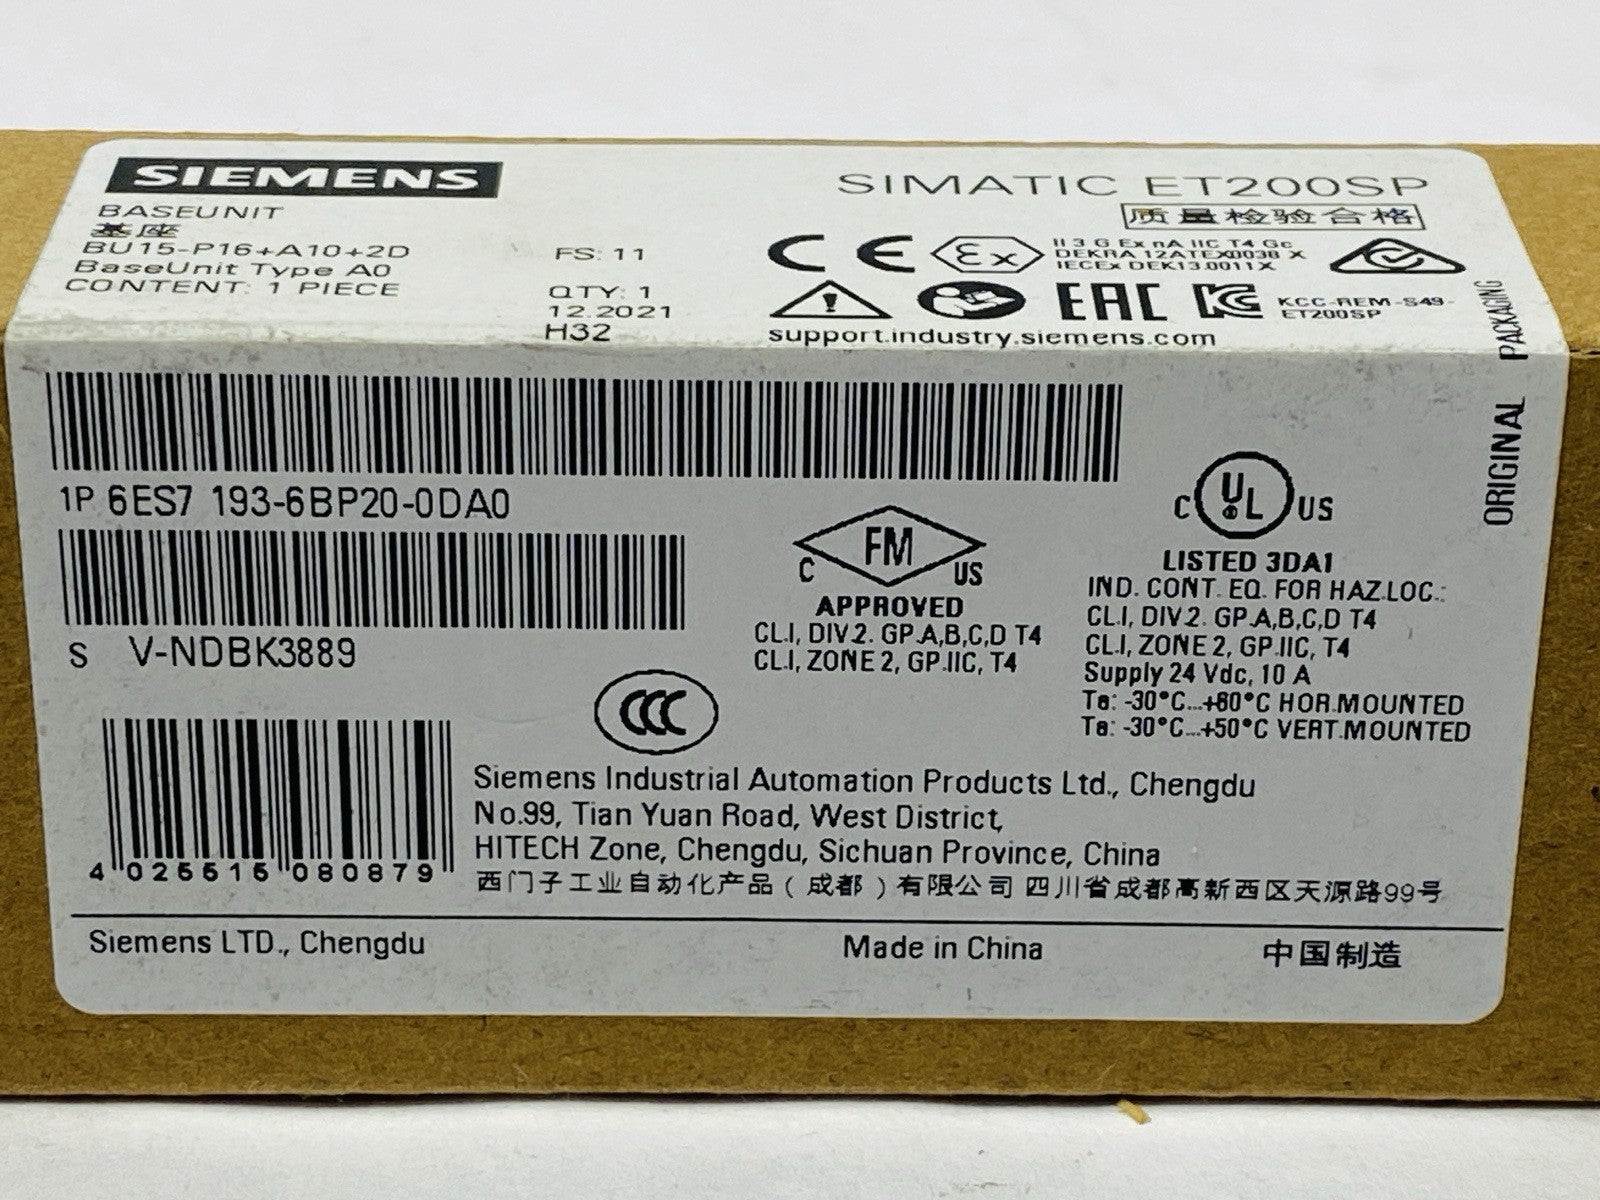 SIEMENS
SIMATIC ET200SP
BASEUNIT
基座
BU15-P16+A10+2D
BaseUnit Type A0
CONTENT: 1 PIECE
FS: 11
QTY: 1
12.2021
H32
质量检验合格
CE
Ex
II 3 G Ex nA IIC T4 Gc
DEKRA 12ATEX0038 X
IECEx DEK13.0011X
EAC
KCC-REM-S49-
ET200SP
support.industry.siemens.com
ORIGINAL PACKAGING
1P 6ES7 193-6BP20-0DA0
S V-NDBK3889
C FM US
APPROVED
CL.I, DIV.2. GP.A,B,C,D T4
CL.I, ZONE 2, GP.IIC, T4
C UL US
LISTED 3DA1
IND. CONT. EQ. FOR HAZ.LOC.:
CL.I, DIV.2. GP.A,B,C,D T4
CL.I, ZONE 2, GP.IIC, T4
Supply 24 Vdc, 10 A
Ta: -30°C...+60°C HOR.MOUNTED
Ta: -30°C...+50°C VERT.MOUNTED
CCC
4 025515 080879
Siemens Industrial Automation Products Ltd., Chengdu
No.99, Tian Yuan Road, West District,
HITECH Zone, Chengdu, Sichuan Province, China
西门子工业自动化产品（成都）有限公司 四川省成都高新西区天源路99号
Siemens LTD., Chengdu
Made in China
中国制造